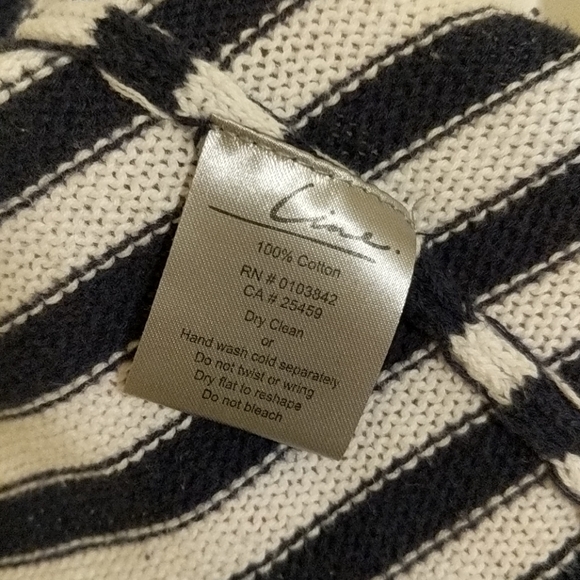 Line.
100% Cotton
RN # 0103842
CA # 25459
Dry Clean
or
Hand wash cold separately
Do not twist or wring
Dry flat to reshape
Do not bleach